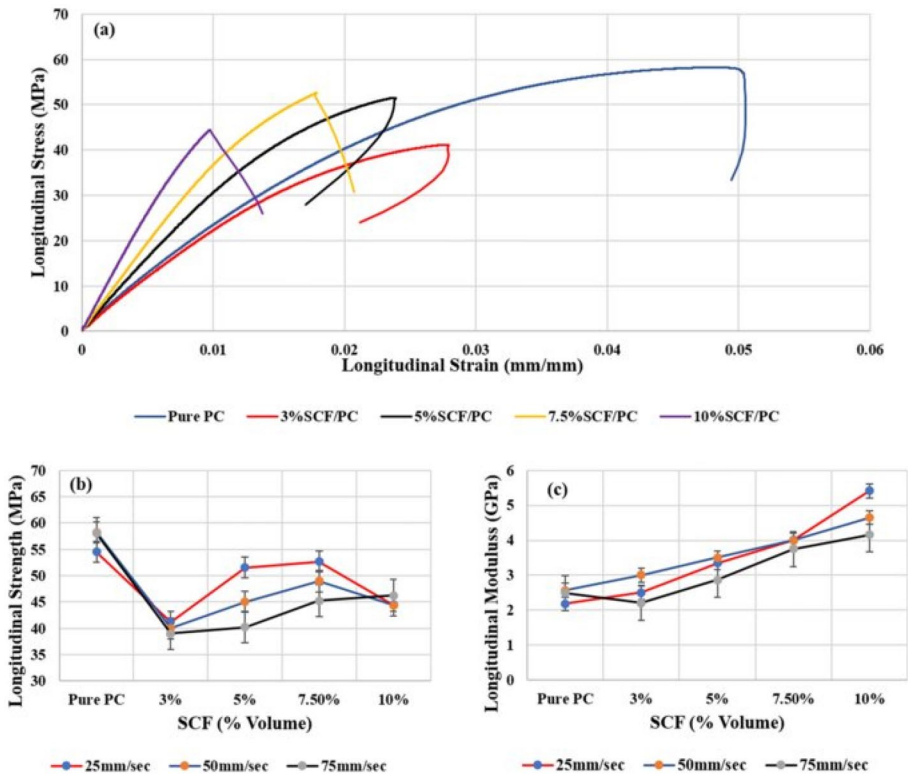 (a)
Longitudinal Stress (MPa)
70
60
50
40
30
20
10
0
0 0.01 0.02 0.03 0.04 0.05 0.06
Longitudinal Strain (mm/mm)
Pure PC 3%SCF/PC 5%SCF/PC 7.5%SCF/PC 10%SCF/PC
(b)
Longitudinal Strength (MPa)
70
65
60
55
50
45
40
35
30
Pure PC 3% 5% 7.50% 10%
SCF (% Volume)
25mm/sec 50mm/sec 75mm/sec
(c)
Longitudinal Moduluss (GPa)
6
5
4
3
2
1
0
Pure PC 3% 5% 7.50% 10%
SCF (% Volume)
25mm/sec 50mm/sec 75mm/sec